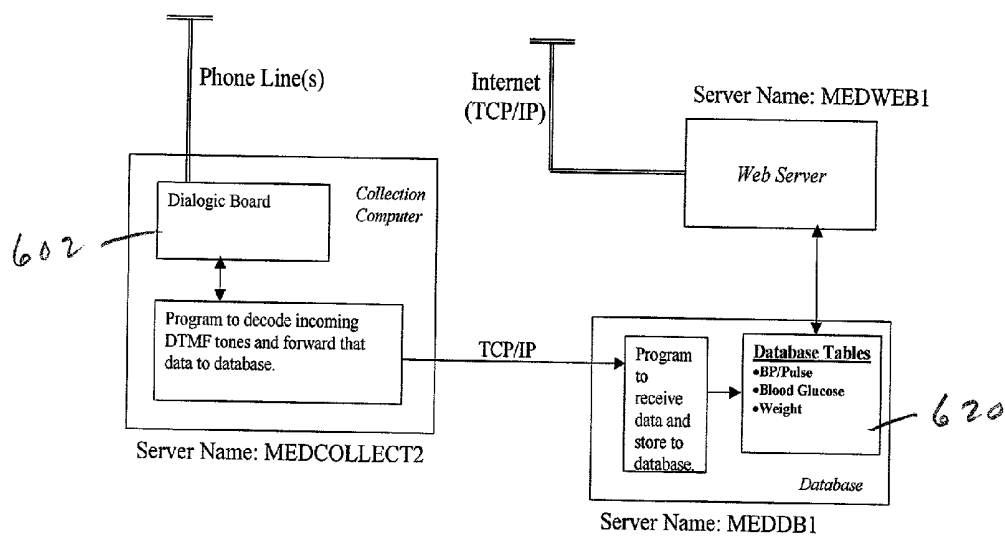 Phone Line(s)
Internet
(TCP/IP)
Server Name: MEDWEB1
Web Server
Dialogic Board
Collection
Computer
602
Program to decode incoming
DTMF tones and forward that
data to database.
TCP/IP
Program
to
receive
data and
store to
database.
Database Tables
•BP/Pulse
•Blood Glucose
•Weight
620
Database
Server Name: MEDCOLLECT2
Server Name: MEDDB1